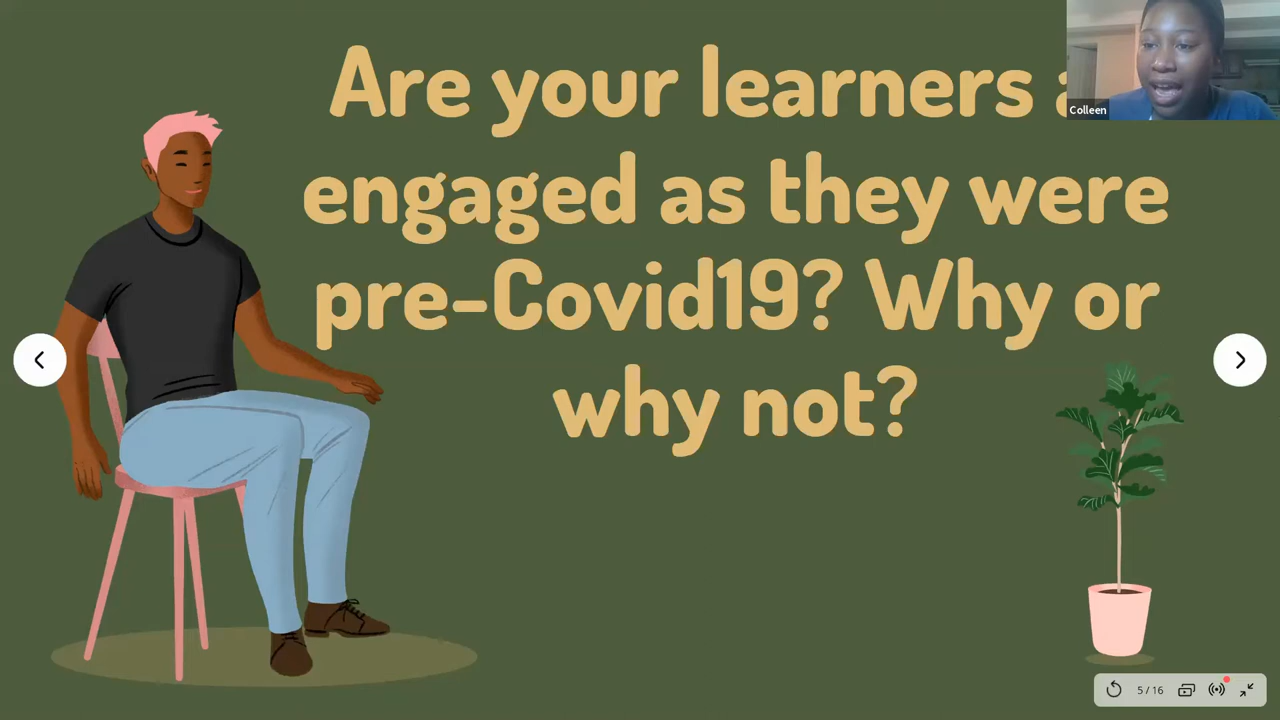 Are your learners a
engaged as they were
pre-Covid19? Why or
why not?
Colleen
5 / 16